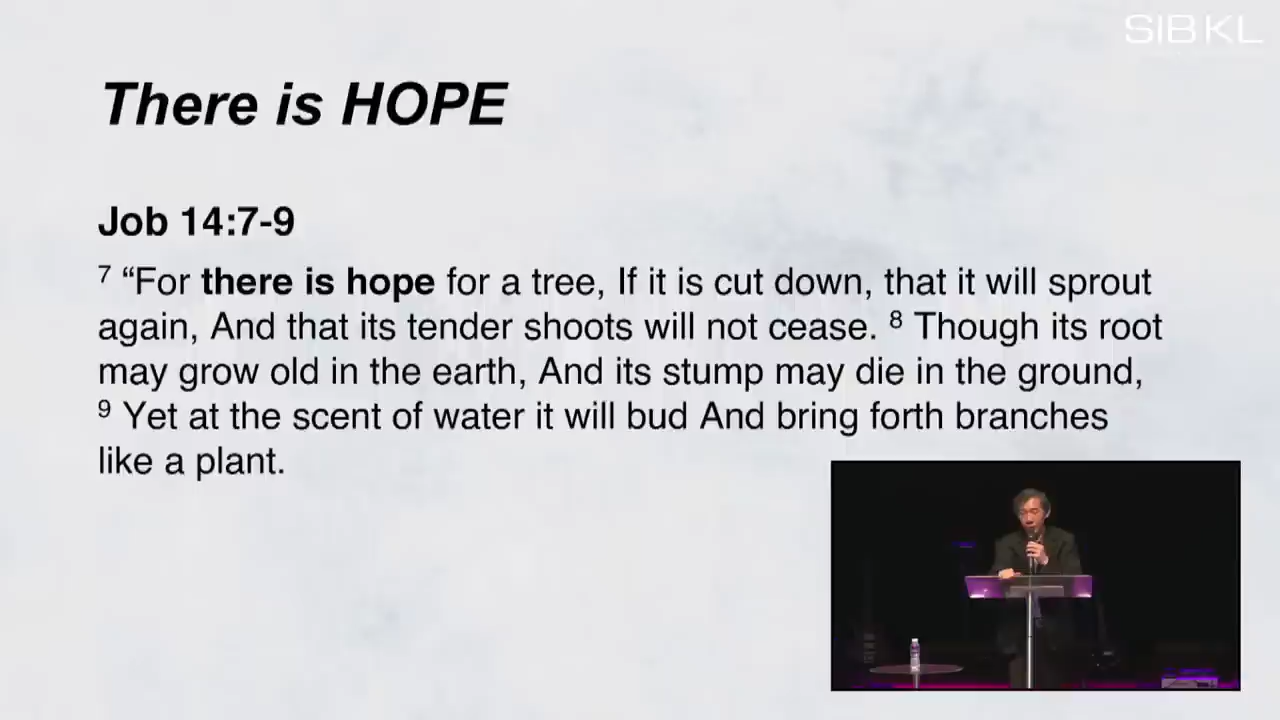 SIBKL
There is HOPE
Job 14:7-9
7 “For there is hope for a tree, If it is cut down, that it will sprout
again, And that its tender shoots will not cease. 8 Though its root
may grow old in the earth, And its stump may die in the ground,
9 Yet at the scent of water it will bud And bring forth branches
like a plant.